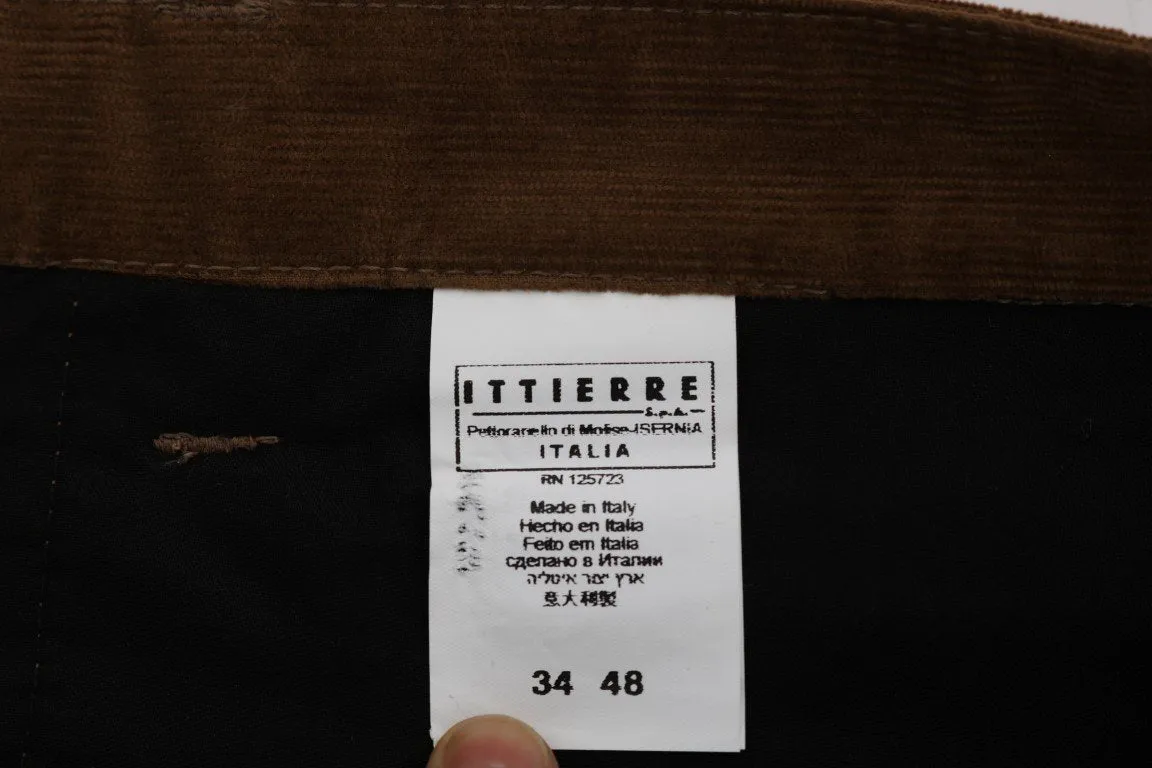 ITTIERRE
S.p.A.
Pettoranello di Molise-ISERNIA
ITALIA
RN 125723
Made in Italy
Hecho en Italia
Feito em Italia
сделано в Италии
ארץ יצור איטליה
意大利製
34 48